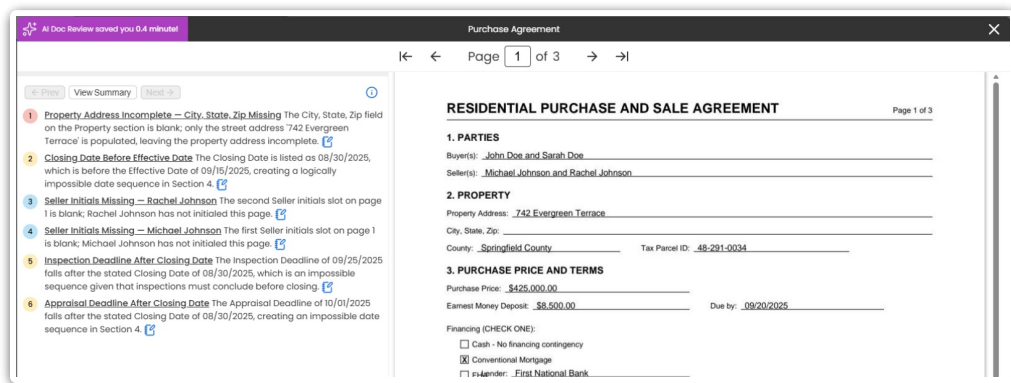 AI Doc Review saved you 0.4 minute!
Purchase Agreement
Page 1 of 3
← Prev View Summary Next →
1 Property Address Incomplete — City, State, Zip Missing The City, State, Zip field
on the Property section is blank; only the street address '742 Evergreen
Terrace' is populated, leaving the property address incomplete.
2 Closing Date Before Effective Date The Closing Date is listed as 08/30/2025,
which is before the Effective Date of 09/15/2025, creating a logically
impossible date sequence in Section 4.
3 Seller Initials Missing — Rachel Johnson The second Seller initials slot on page
1 is blank; Rachel Johnson has not initialed this page.
4 Seller Initials Missing — Michael Johnson The first Seller initials slot on page 1
is blank; Michael Johnson has not initialed this page.
5 Inspection Deadline After Closing Date The Inspection Deadline of 09/25/2025
falls after the stated Closing Date of 08/30/2025, which is an impossible
sequence given that inspections must conclude before closing.
6 Appraisal Deadline After Closing Date The Appraisal Deadline of 10/01/2025
falls after the stated Closing Date of 08/30/2025, creating an impossible date
sequence in Section 4.
RESIDENTIAL PURCHASE AND SALE AGREEMENT Page 1 of 3
1. PARTIES
Buyer(s): John Doe and Sarah Doe
Seller(s): Michael Johnson and Rachel Johnson
2. PROPERTY
Property Address: 742 Evergreen Terrace
City, State, Zip:
County: Springfield County Tax Parcel ID: 48-291-0034
3. PURCHASE PRICE AND TERMS
Purchase Price: $425,000.00
Earnest Money Deposit: $8,500.00 Due by: 09/20/2025
Financing (CHECK ONE):
Cash - No financing contingency
X Conventional Mortgage
First National Bank